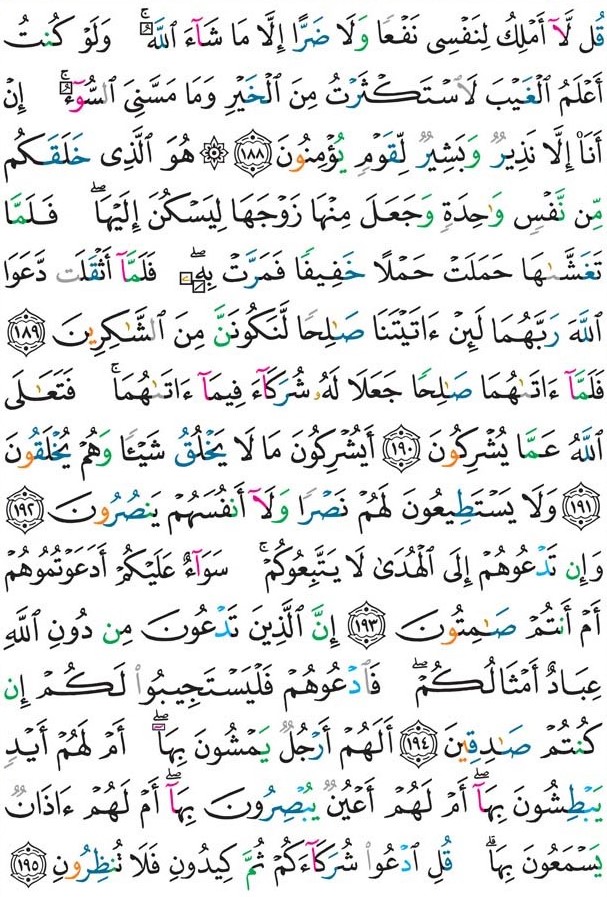 قُل لَّآ أَمْلِكُ لِنَفْسِى نَفْعًا وَلَا ضَرًّا إِلَّا مَا شَآءَ ٱللَّهُ ۚ وَلَوْ كُنتُ
أَعْلَمُ ٱلْغَيْبَ لَٱسْتَكْثَرْتُ مِنَ ٱلْخَيْرِ وَمَا مَسَّنِىَ ٱلسُّوٓءُ ۚ إِنْ
أَنَا۠ إِلَّا نَذِيرٌ وَبَشِيرٌ لِّقَوْمٍ يُؤْمِنُونَ ١٨٨ ۞ هُوَ ٱلَّذِى خَلَقَكُم
مِّن نَّفْسٍ وَٰحِدَةٍ وَجَعَلَ مِنْهَا زَوْجَهَا لِيَسْكُنَ إِلَيْهَا ۖ فَلَمَّا
تَغَشَّىٰهَا حَمَلَتْ حَمْلًا خَفِيفًا فَمَرَّتْ بِهِۦ ۖ فَلَمَّآ أَثْقَلَت دَّعَوَا
ٱللَّهَ رَبَّهُمَا لَئِنْ ءَاتَيْتَنَا صَٰلِحًا لَّنَكُونَنَّ مِنَ ٱلشَّٰكِرِينَ ١٨٩
فَلَمَّآ ءَاتَىٰهُمَا صَٰلِحًا جَعَلَا لَهُۥ شُرَكَآءَ فِيمَآ ءَاتَىٰهُمَا ۚ فَتَعَٰلَى
ٱللَّهُ عَمَّا يُشْرِكُونَ ١٩٠ أَيُشْرِكُونَ مَا لَا يَخْلُقُ شَيْـًٔا وَهُمْ يُخْلَقُونَ
١٩١ وَلَا يَسْتَطِيعُونَ لَهُمْ نَصْرًا وَلَآ أَنفُسَهُمْ يَنصُرُونَ ١٩٢
وَإِن تَدْعُوهُمْ إِلَى ٱلْهُدَىٰ لَا يَتَّبِعُوكُمْ ۚ سَوَآءٌ عَلَيْكُمْ أَدَعَوْتُمُوهُمْ
أَمْ أَنتُمْ صَٰمِتُونَ ١٩٣ إِنَّ ٱلَّذِينَ تَدْعُونَ مِن دُونِ ٱللَّهِ
عِبَادٌ أَمْثَالُكُمْ ۖ فَٱدْعُوهُمْ فَلْيَسْتَجِيبُوا۟ لَكُمْ إِن
كُنتُمْ صَٰدِقِينَ ١٩٤ أَلَهُمْ أَرْجُلٌ يَمْشُونَ بِهَآ ۖ أَمْ لَهُمْ أَيْدٍ
يَبْطِشُونَ بِهَآ ۖ أَمْ لَهُمْ أَعْيُنٌ يُبْصِرُونَ بِهَآ ۖ أَمْ لَهُمْ ءَاذَانٌ
يَسْمَعُونَ بِهَا ۗ قُلِ ٱدْعُوا۟ شُرَكَآءَكُمْ ثُمَّ كِيدُونِ فَلَا تُنظِرُونِ ١٩٥